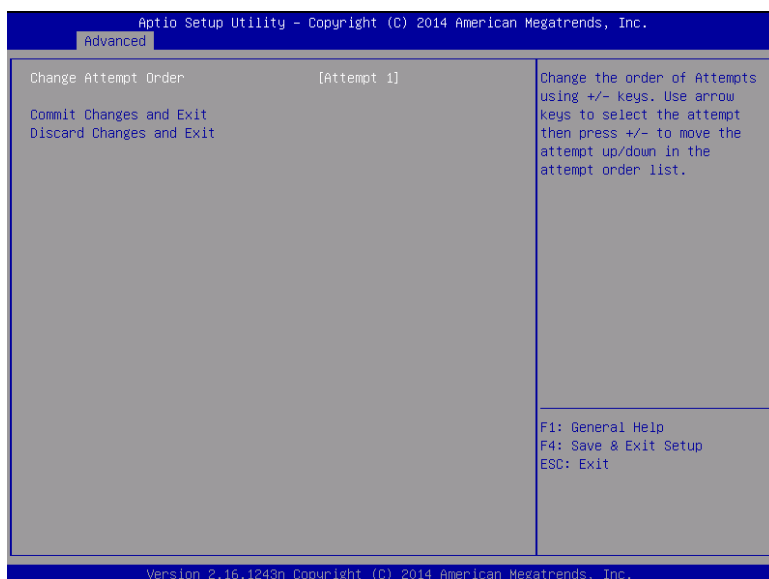 Aptio Setup Utility – Copyright (C) 2014 American Megatrends, Inc.
Advanced
Change Attempt Order [Attempt 1]
Commit Changes and Exit
Discard Changes and Exit
Change the order of Attempts
using +/- keys. Use arrow
keys to select the attempt
then press +/- to move the
attempt up/down in the
attempt order list.
F1: General Help
F4: Save & Exit Setup
ESC: Exit
Version 2.16.1243n Copyright (C) 2014 American Megatrends, Inc.